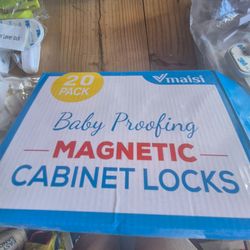 20
PACK
Vmaisi
Baby Proofing
MAGNETIC
CABINET LOCKS